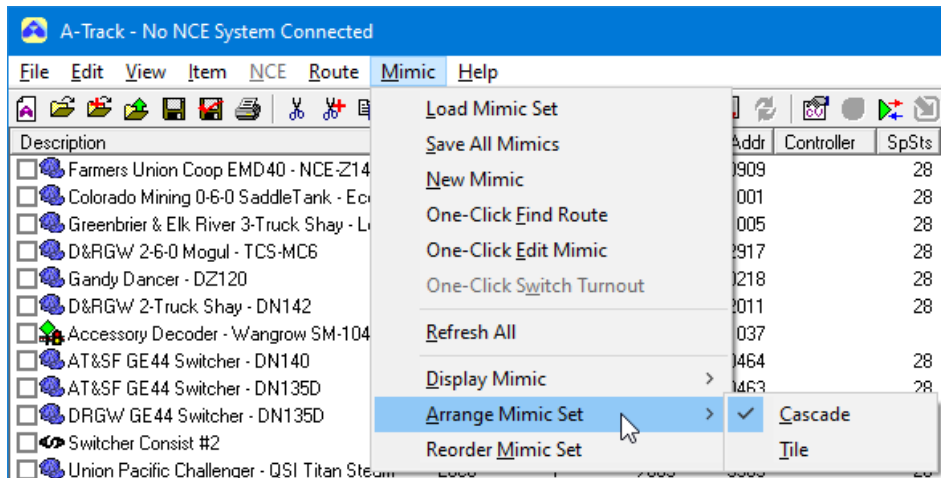 A-Track - No NCE System Connected
File Edit View Item NCE Route Mimic Help
Description Addr Controller SpSts
Load Mimic Set
Save All Mimics
New Mimic
One-Click Find Route
One-Click Edit Mimic
One-Click Switch Turnout
Refresh All
Display Mimic
Arrange Mimic Set
Reorder Mimic Set
Cascade
Tile
Farmers Union Coop EMD40 - NCE-Z14 0909 28
Colorado Mining 0-6-0 SaddleTank - Ec 001 28
Greenbrier & Elk River 3-Truck Shay - L 005 28
D&RGW 2-6-0 Mogul - TCS-MC6 2917 28
Gandy Dancer - DZ120 0218 28
D&RGW 2-Truck Shay - DN142 2011 28
Accessory Decoder - Wangrow SM-104 037
AT&SF GE44 Switcher - DN140 0464 28
AT&SF GE44 Switcher - DN135D 0463 28
DRGW GE44 Switcher - DN135D
Switcher Consist #2
Union Pacific Challenger - QSI Titan Steam